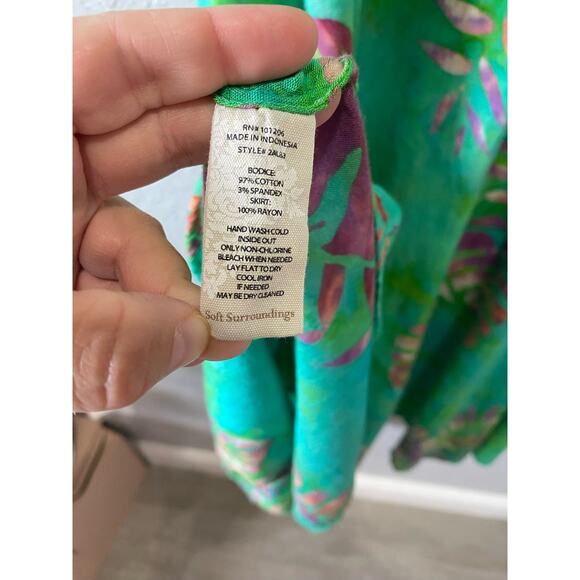 RN# 101206
MADE IN INDONESIA
STYLE# 2AL63
BODICE:
97% COTTON
3% SPANDEX
SKIRT:
100% RAYON
HAND WASH COLD
INSIDE OUT
ONLY NON-CHLORINE
BLEACH WHEN NEEDED
LAY FLAT TO DRY
COOL IRON
IF NEEDED
MAY BE DRY CLEANED
Soft Surroundings